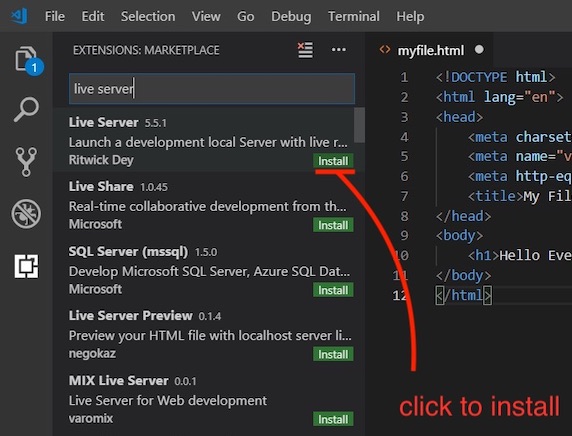 File Edit Selection View Go Debug Terminal Help
EXTENSIONS: MARKETPLACE
live server
Live Server 5.5.1
Launch a development local Server with live r...
Ritwick Dey Install
Live Share 1.0.45
Real-time collaborative development from th...
Microsoft Install
SQL Server (mssql) 1.5.0
Develop Microsoft SQL Server, Azure SQL Dat...
Microsoft Install
Live Server Preview 0.1.4
Preview your HTML file with localhost server li...
negokaz Install
MIX Live Server 0.0.1
Live Server for Web development
varomix Install
1
myfile.html
1 <!DOCTYPE html>
2 <html lang="en">
3 <head>
4 <meta charset
5 <meta name="v
6 <meta http-eq
7 <title>My Fil
8 </head>
9 <body>
10 <h1>Hello Eve
11 </body>
12 </html>
click to install